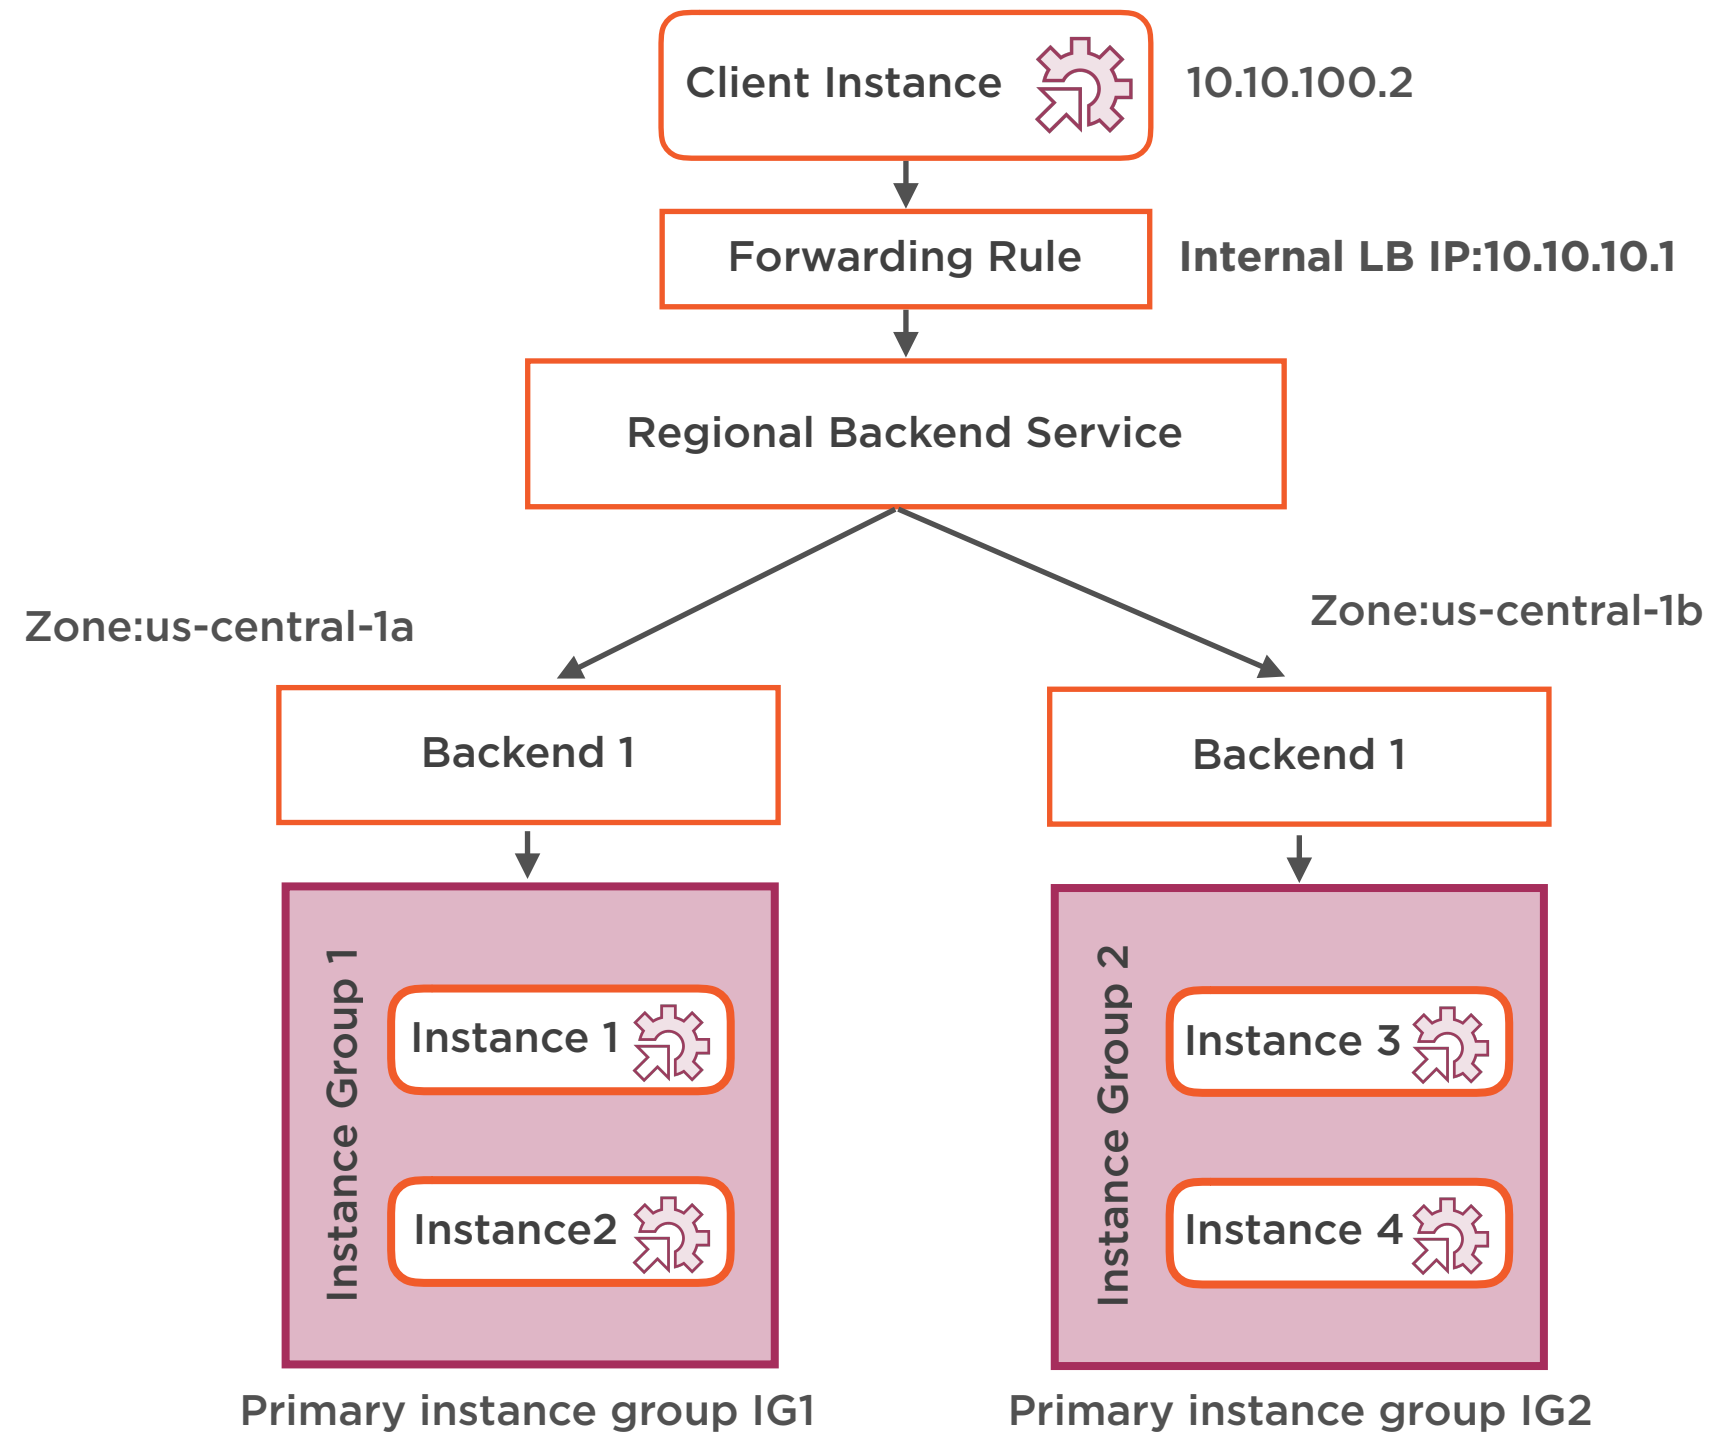 Client Instance
10.10.100.2
Forwarding Rule
Internal LB IP:10.10.10.1
Regional Backend Service
Zone:us-central-1a
Zone:us-central-1b
Backend 1
Backend 1
Instance Group 1
Instance 1
Instance2
Instance Group 2
Instance 3
Instance 4
Primary instance group IG1
Primary instance group IG2